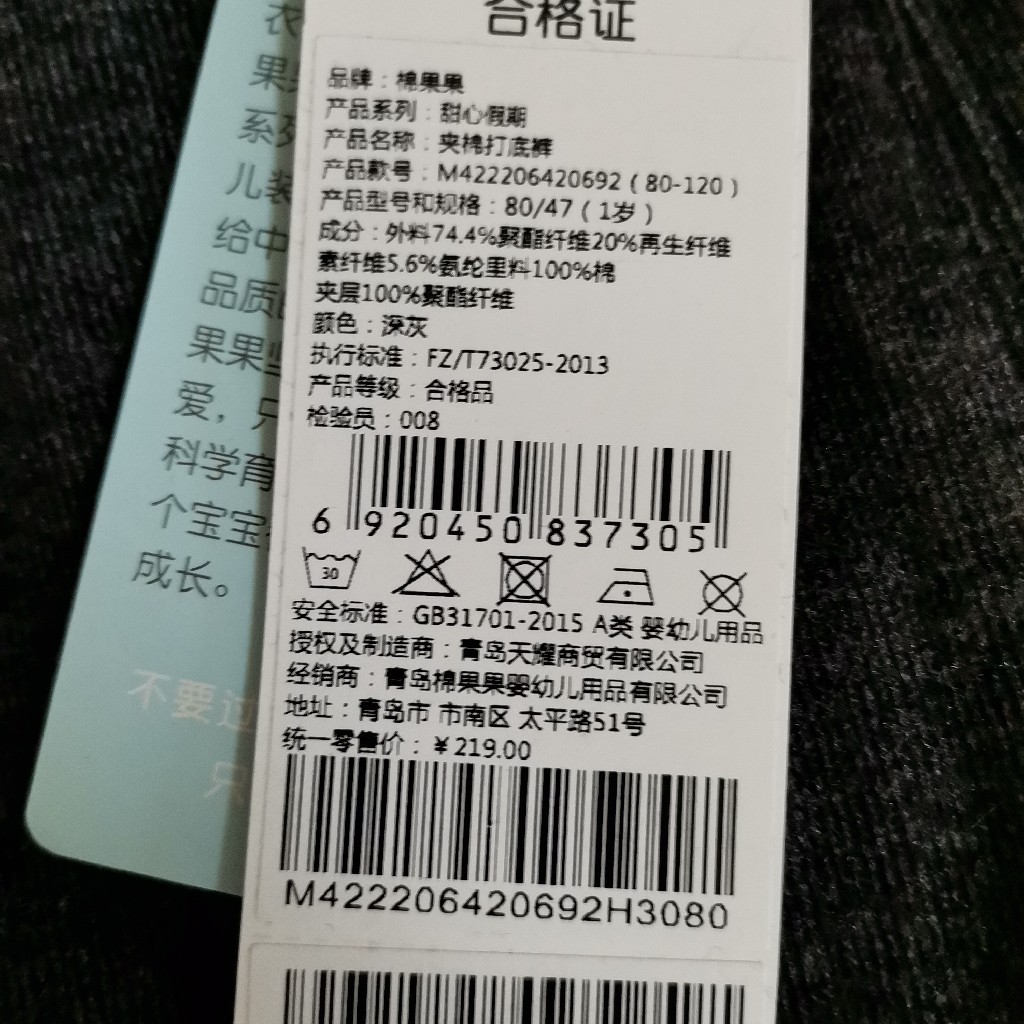 合格证
品牌：棉果果
产品系列：甜心假期
产品名称：夹棉打底裤
产品款号：M422206420692（80-120）
产品型号和规格：80/47（1岁）
成分：外料74.4%聚酯纤维20%再生纤维
素纤维5.6%氨纶里料100%棉
夹层100%聚酯纤维
颜色：深灰
执行标准：FZ/T73025-2013
产品等级：合格品
检验员：008
6 920450 837305
30
安全标准：GB31701-2015 A类 婴幼儿用品
授权及制造商：青岛天耀商贸有限公司
经销商：青岛棉果果婴幼儿用品有限公司
地址：青岛市 市南区 太平路51号
统一零售价：￥219.00
M422206420692H3080
衣
果
系列
儿装
给中
品质
果果坚
爱，只
科学育
个宝宝
成长。
不要过
只